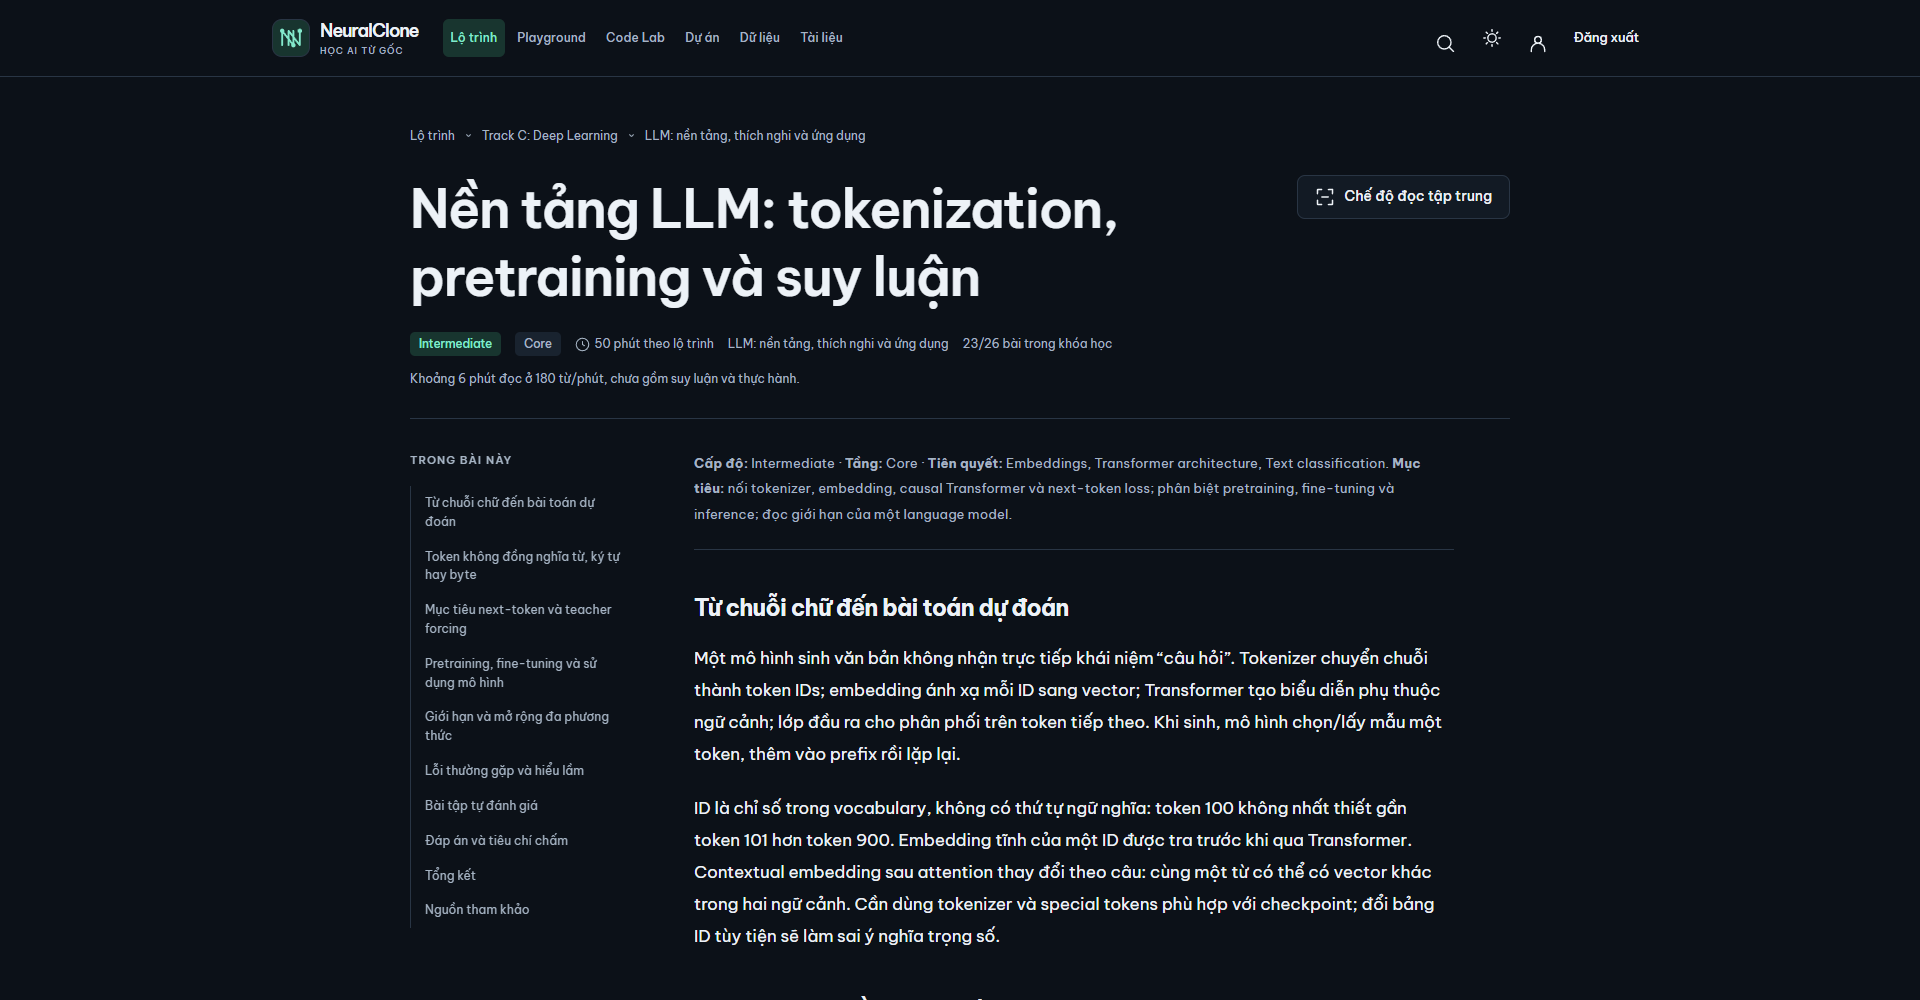 NeuralClone
HỌC AI TỪ GỐC
Lộ trình
Playground
Code Lab
Dự án
Dữ liệu
Tài liệu
Đăng xuất
Lộ trình
Track C: Deep Learning
LLM: nền tảng, thích nghi và ứng dụng
Nền tảng LLM: tokenization,
pretraining và suy luận
Chế độ đọc tập trung
Intermediate
Core
50 phút theo lộ trình
LLM: nền tảng, thích nghi và ứng dụng
23/26 bài trong khóa học
Khoảng 6 phút đọc ở 180 từ/phút, chưa gồm suy luận và thực hành.
TRONG BÀI NÀY
Từ chuỗi chữ đến bài toán dự
đoán
Token không đồng nghĩa từ, ký tự
hay byte
Mục tiêu next-token và teacher
forcing
Pretraining, fine-tuning và sử
dụng mô hình
Giới hạn và mở rộng đa phương
thức
Lỗi thường gặp và hiểu lầm
Bài tập tự đánh giá
Đáp án và tiêu chí chấm
Tổng kết
Nguồn tham khảo
Cấp độ: Intermediate · Tầng: Core · Tiên quyết: Embeddings, Transformer architecture, Text classification. Mục
tiêu: nối tokenizer, embedding, causal Transformer và next-token loss; phân biệt pretraining, fine-tuning và
inference; đọc giới hạn của một language model.
Từ chuỗi chữ đến bài toán dự đoán
Một mô hình sinh văn bản không nhận trực tiếp khái niệm “câu hỏi”. Tokenizer chuyển chuỗi
thành token IDs; embedding ánh xạ mỗi ID sang vector; Transformer tạo biểu diễn phụ thuộc
ngữ cảnh; lớp đầu ra cho phân phối trên token tiếp theo. Khi sinh, mô hình chọn/lấy mẫu một
token, thêm vào prefix rồi lặp lại.
ID là chỉ số trong vocabulary, không có thứ tự ngữ nghĩa: token 100 không nhất thiết gần
token 101 hơn token 900. Embedding tĩnh của một ID được tra trước khi qua Transformer.
Contextual embedding sau attention thay đổi theo câu: cùng một từ có thể có vector khác
trong hai ngữ cảnh. Cần dùng tokenizer và special tokens phù hợp với checkpoint; đổi bảng
ID tùy tiện sẽ làm sai ý nghĩa trọng số.